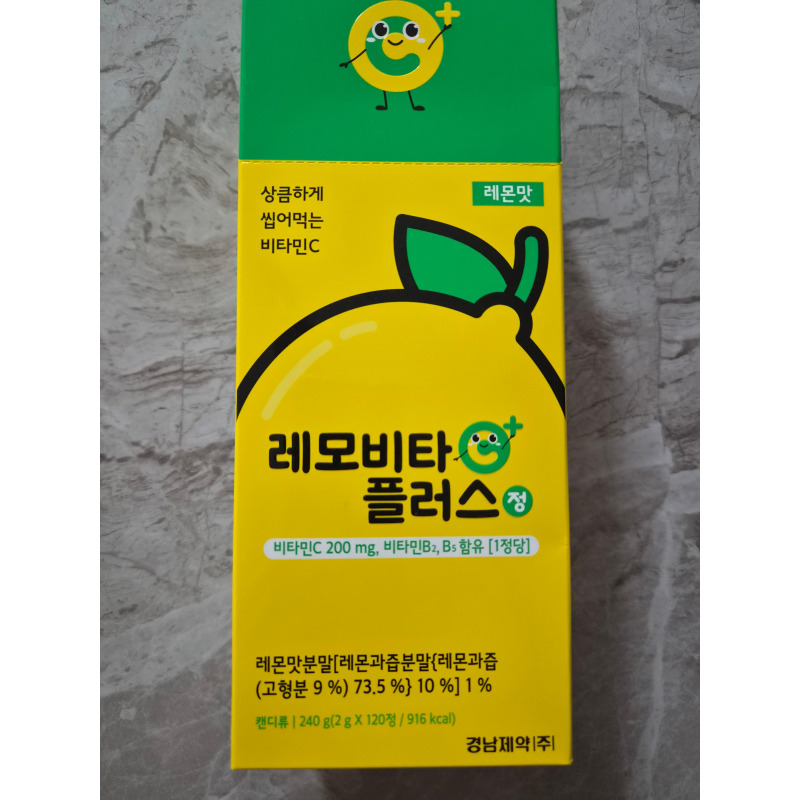 상큼하게
씹어먹는
비타민C
레몬맛
레모비타 C+
플러스 정
비타민C 200 mg, 비타민B₂, B₅ 함유 [1정당]
레몬맛분말[레몬과즙분말{레몬과즙
(고형분 9 %) 73.5 %} 10 %] 1 %
캔디류 | 240 g(2 g X 120정 / 916 kcal)
경남제약(주)